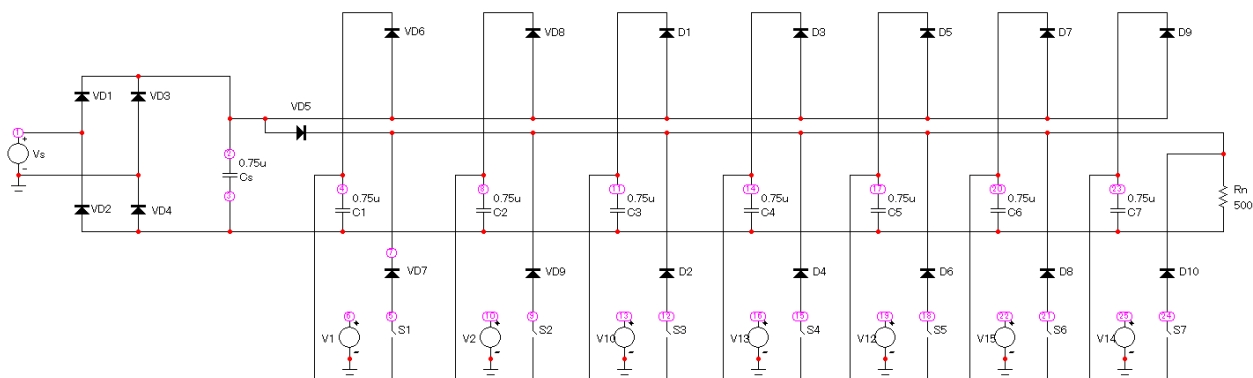 VD6 VD8 D1 D3 D5 D7 D9
VD1 VD3 VD5
1 + Vs -
2 0.75u Cs 3
VD2 VD4
4 0.75u C1
8 0.75u C2
11 0.75u C3
14 0.75u C4
17 0.75u C5
20 0.75u C6
23 0.75u C7
Rn 500
7 VD7 VD9 D2 D4 D6 D8 D10
6 + V1 - 5 S1
10 + V2 - 9 S2
13 + V10 - 12 S3
16 + V13 - 15 S4
19 + V12 - 18 S5
22 + V15 - 21 S6
25 + V14 - 24 S7